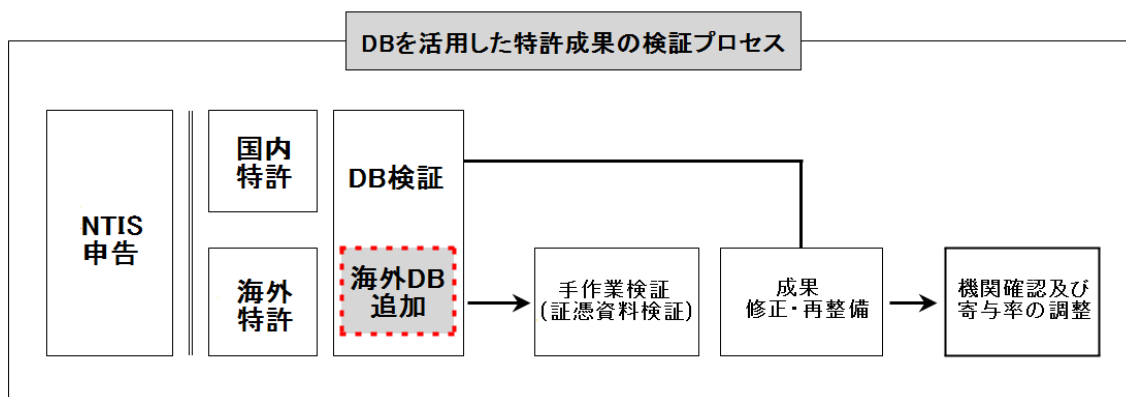 DBを活用した特許成果の検証プロセス
NTIS
申告
国内
特許
海外
特許
DB検証
海外DB
追加
手作業検証
(証憑資料検証)
成果
修正・再整備
機関確認及び
寄与率の調整